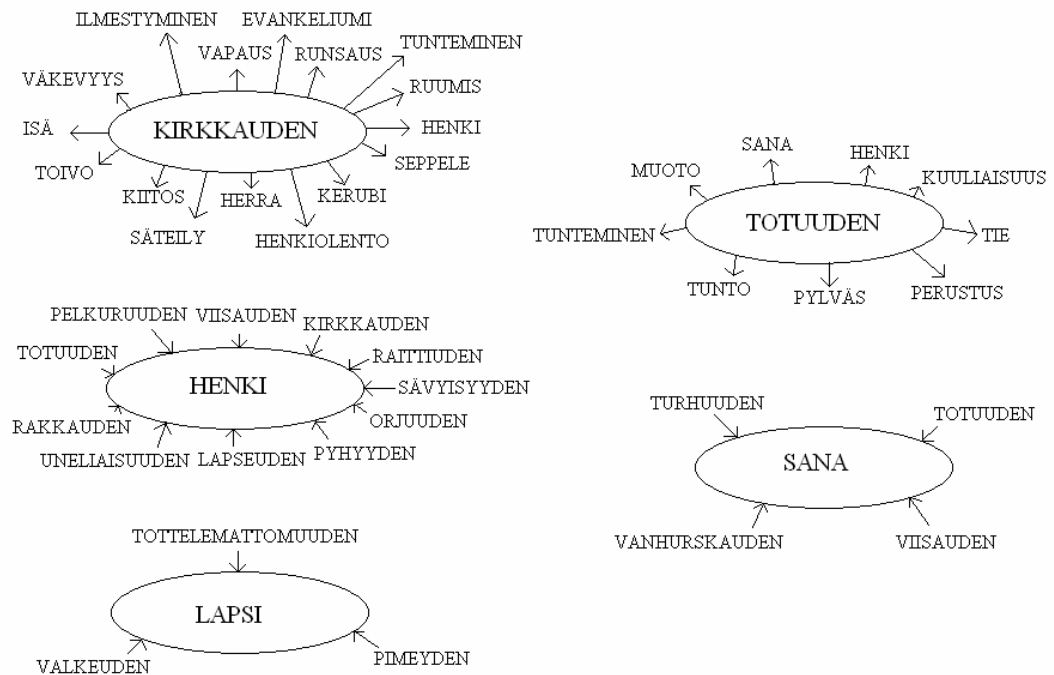 ILMESTYMINEN
EVANKELIUMI
TUNTEMINEN
VAPAUS
RUNSAUS
VÄKEVYYS
RUUMIS
ISÄ
KIRKKAUDEN
HENKI
TOIVO
SEPPELE
KIITOS
HERRA
KERUBI
SÄTEILY
HENKIOLENTO
SANA
HENKI
MUOTO
KUULIAISUUS
TOTUUDEN
TUNTEMINEN
TIE
TUNTO
PYLVÄS
PERUSTUS
PELKURUUDEN
VIISAUDEN
KIRKKAUDEN
TOTUUDEN
RAITTIUDEN
HENKI
SÄVYISYYDEN
RAKKAUDEN
ORJUUDEN
UNELIAISUUDEN
LAPSEUDEN
PYHYYDEN
TURHUUDEN
TOTUUDEN
SANA
VANHURSKAUDEN
VIISAUDEN
TOTTELEMATTOMUUDEN
LAPSI
VALKEUDEN
PIMEYDEN